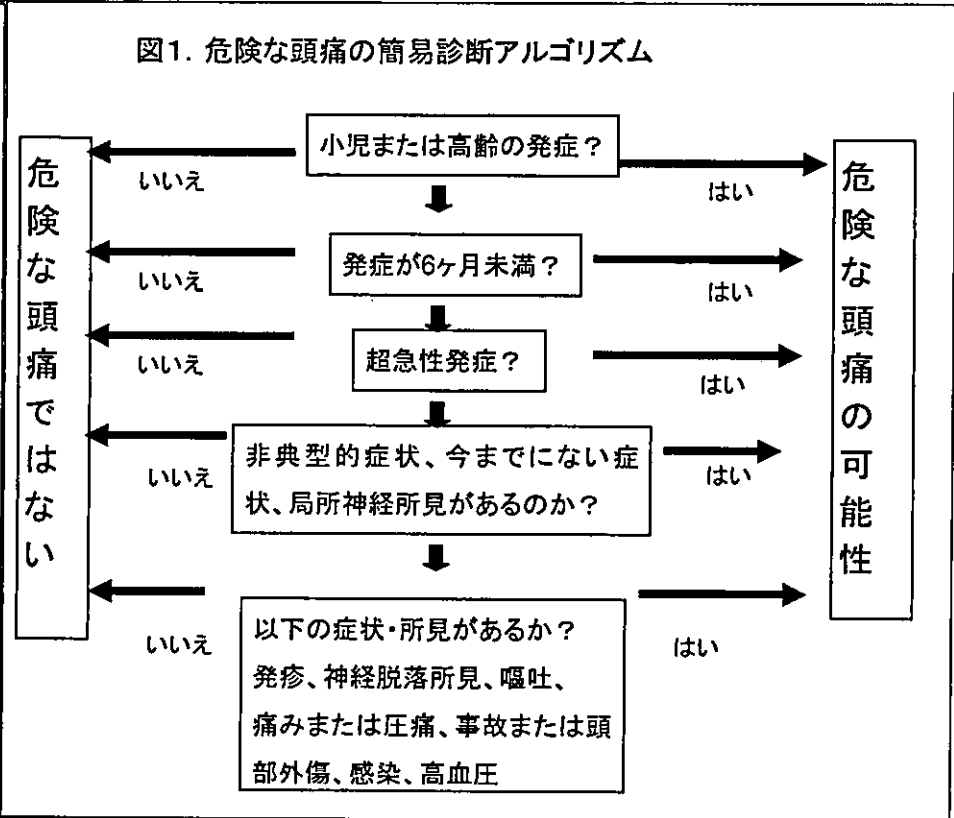 図1. 危険な頭痛の簡易診断アルゴリズム
危険な頭痛ではない
小児または高齢の発症？
いいえ
はい
発症が6ヶ月未満？
いいえ
はい
超急性発症？
いいえ
はい
非典型的症状、今までにない症
状、局所神経所見があるのか？
いいえ
はい
以下の症状・所見があるか？
発疹、神経脱落所見、嘔吐、
痛みまたは圧痛、事故または頭
部外傷、感染、高血圧
いいえ
はい
危険な頭痛の可能性